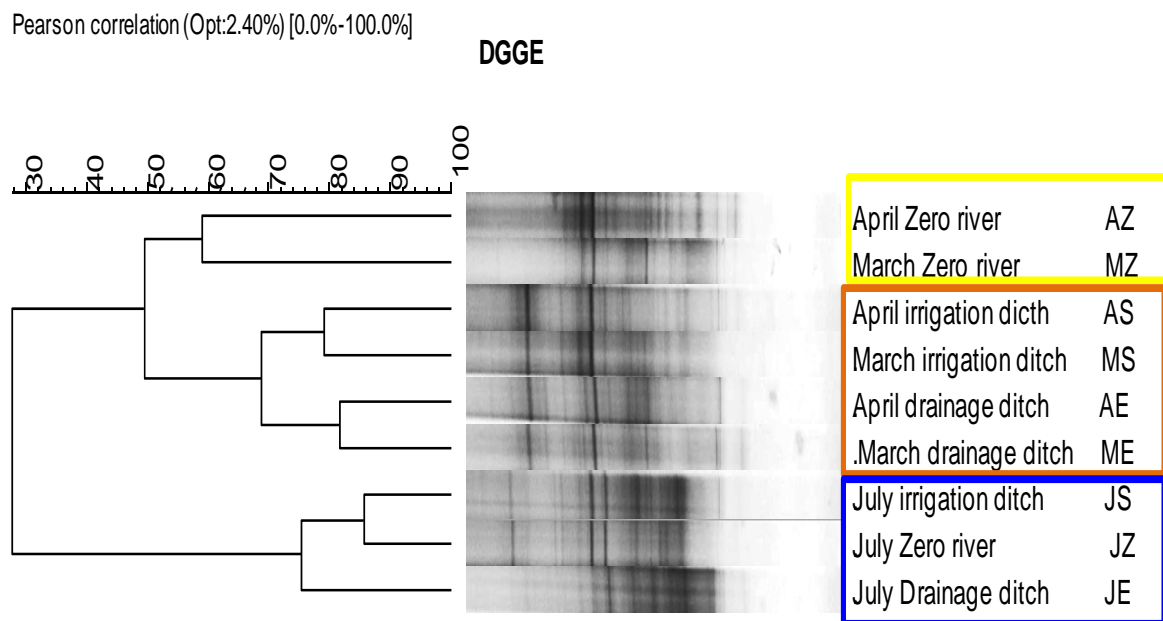 Pearson correlation (Opt:2.40%) [0.0%-100.0%]
DGGE
30 40 50 60 70 80 90 100
April Zero river AZ
March Zero river MZ
April irrigation dicth AS
March irrigation ditch MS
April drainage ditch AE
.March drainage ditch ME
July irrigation ditch JS
July Zero river JZ
July Drainage ditch JE